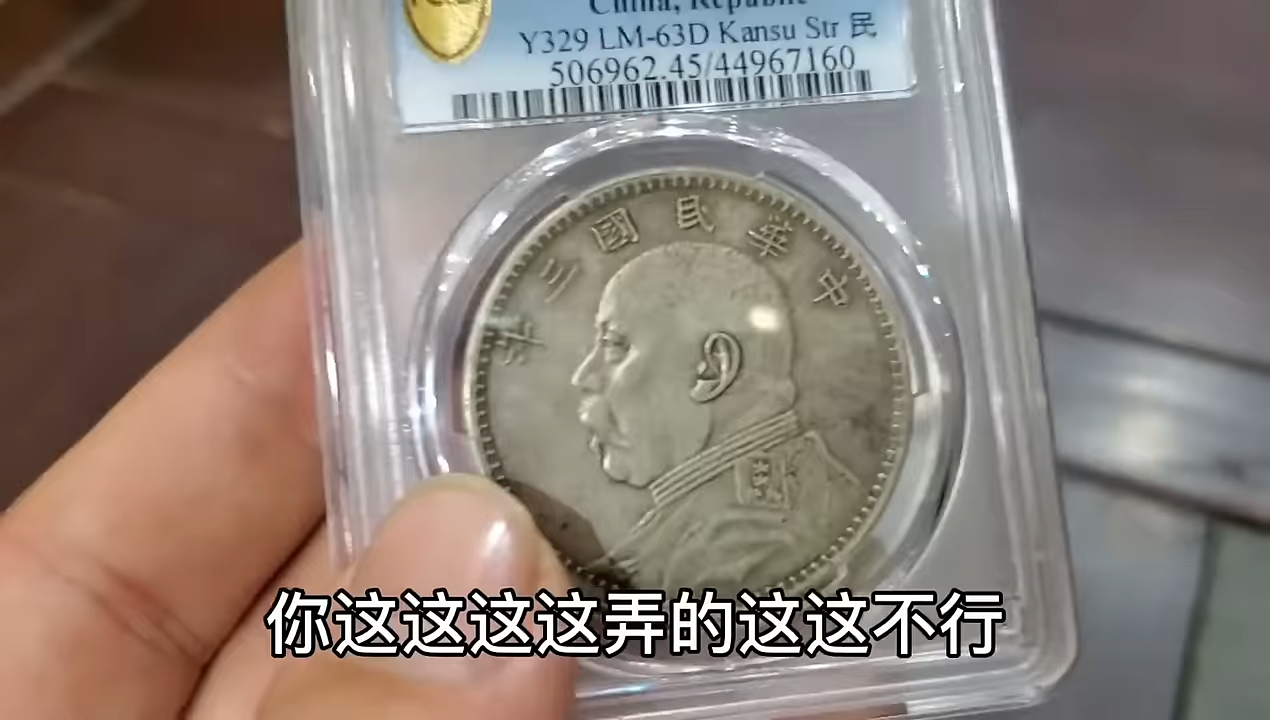 China, Republic
Y329 LM-63D Kansu Str 民
506962.45/44967160
中華民國三年
你这这这这弄的这这不行